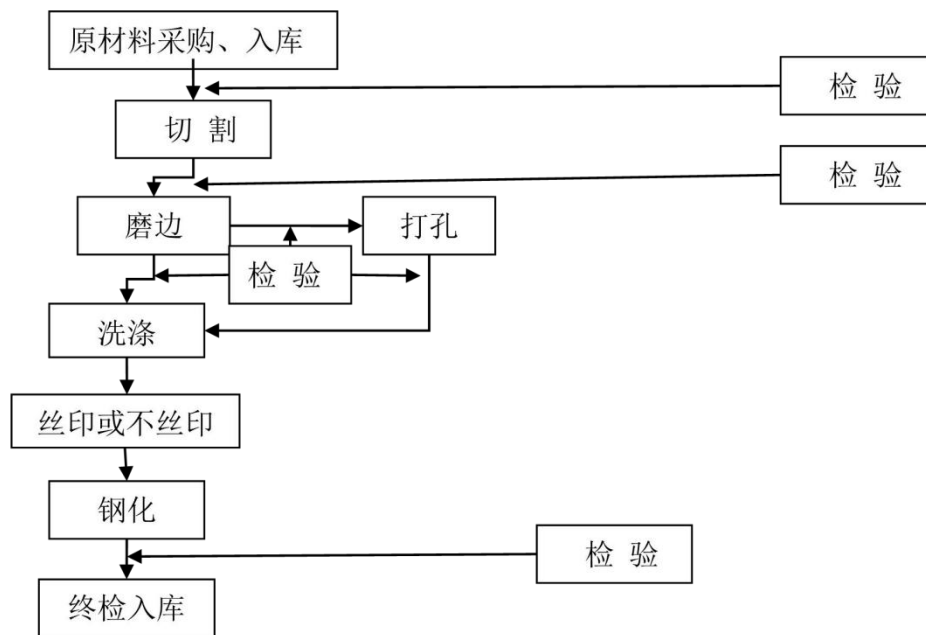 原材料采购、入库
检 验
切 割
检 验
磨边
打孔
检 验
洗涤
丝印或不丝印
钢化
检 验
终检入库